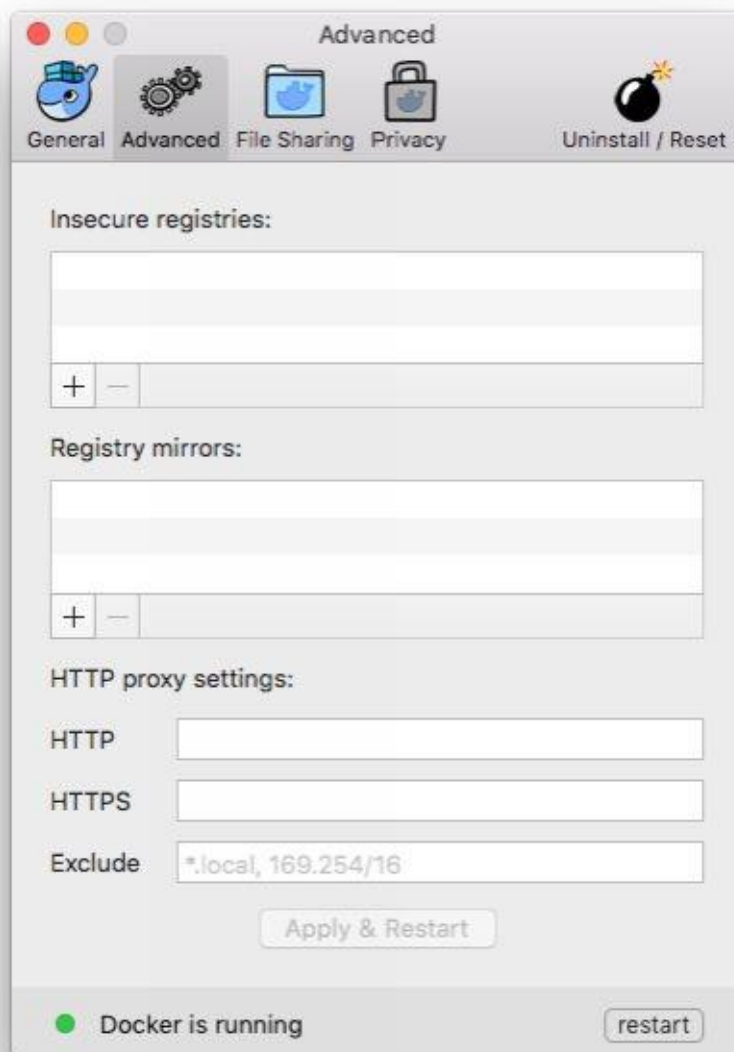 Advanced
General Advanced File Sharing Privacy Uninstall / Reset
Insecure registries:
+ −
Registry mirrors:
+ −
HTTP proxy settings:
HTTP
HTTPS
Exclude *.local, 169.254/16
Apply & Restart
Docker is running restart